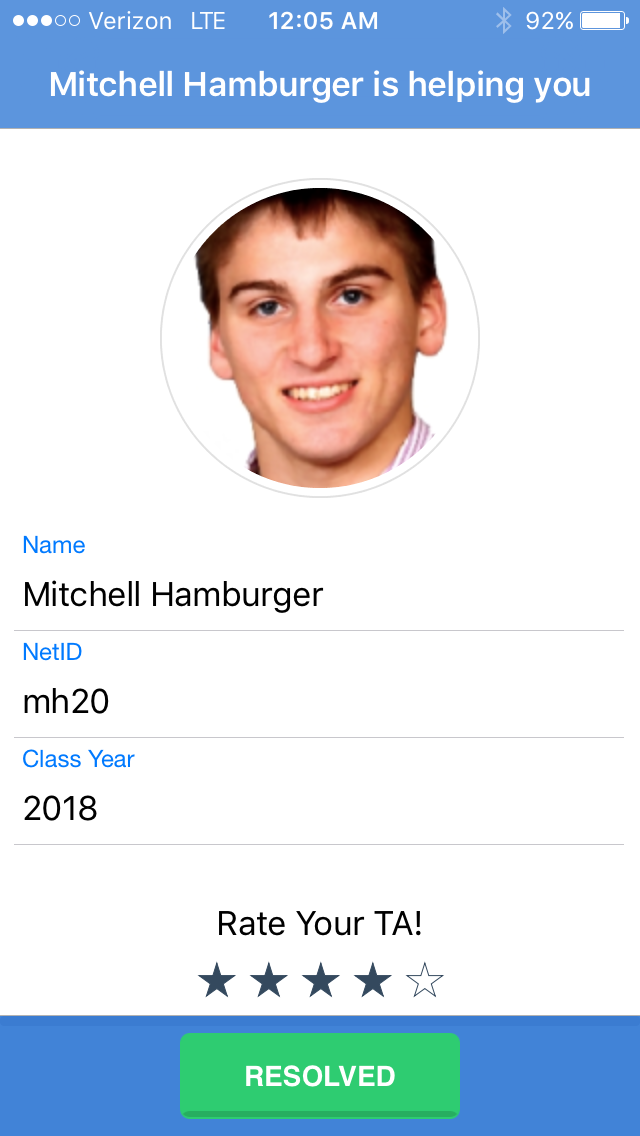 Verizon LTE 12:05 AM 92%
Mitchell Hamburger is helping you
Name
Mitchell Hamburger
NetID
mh20
Class Year
2018
Rate Your TA!
RESOLVED